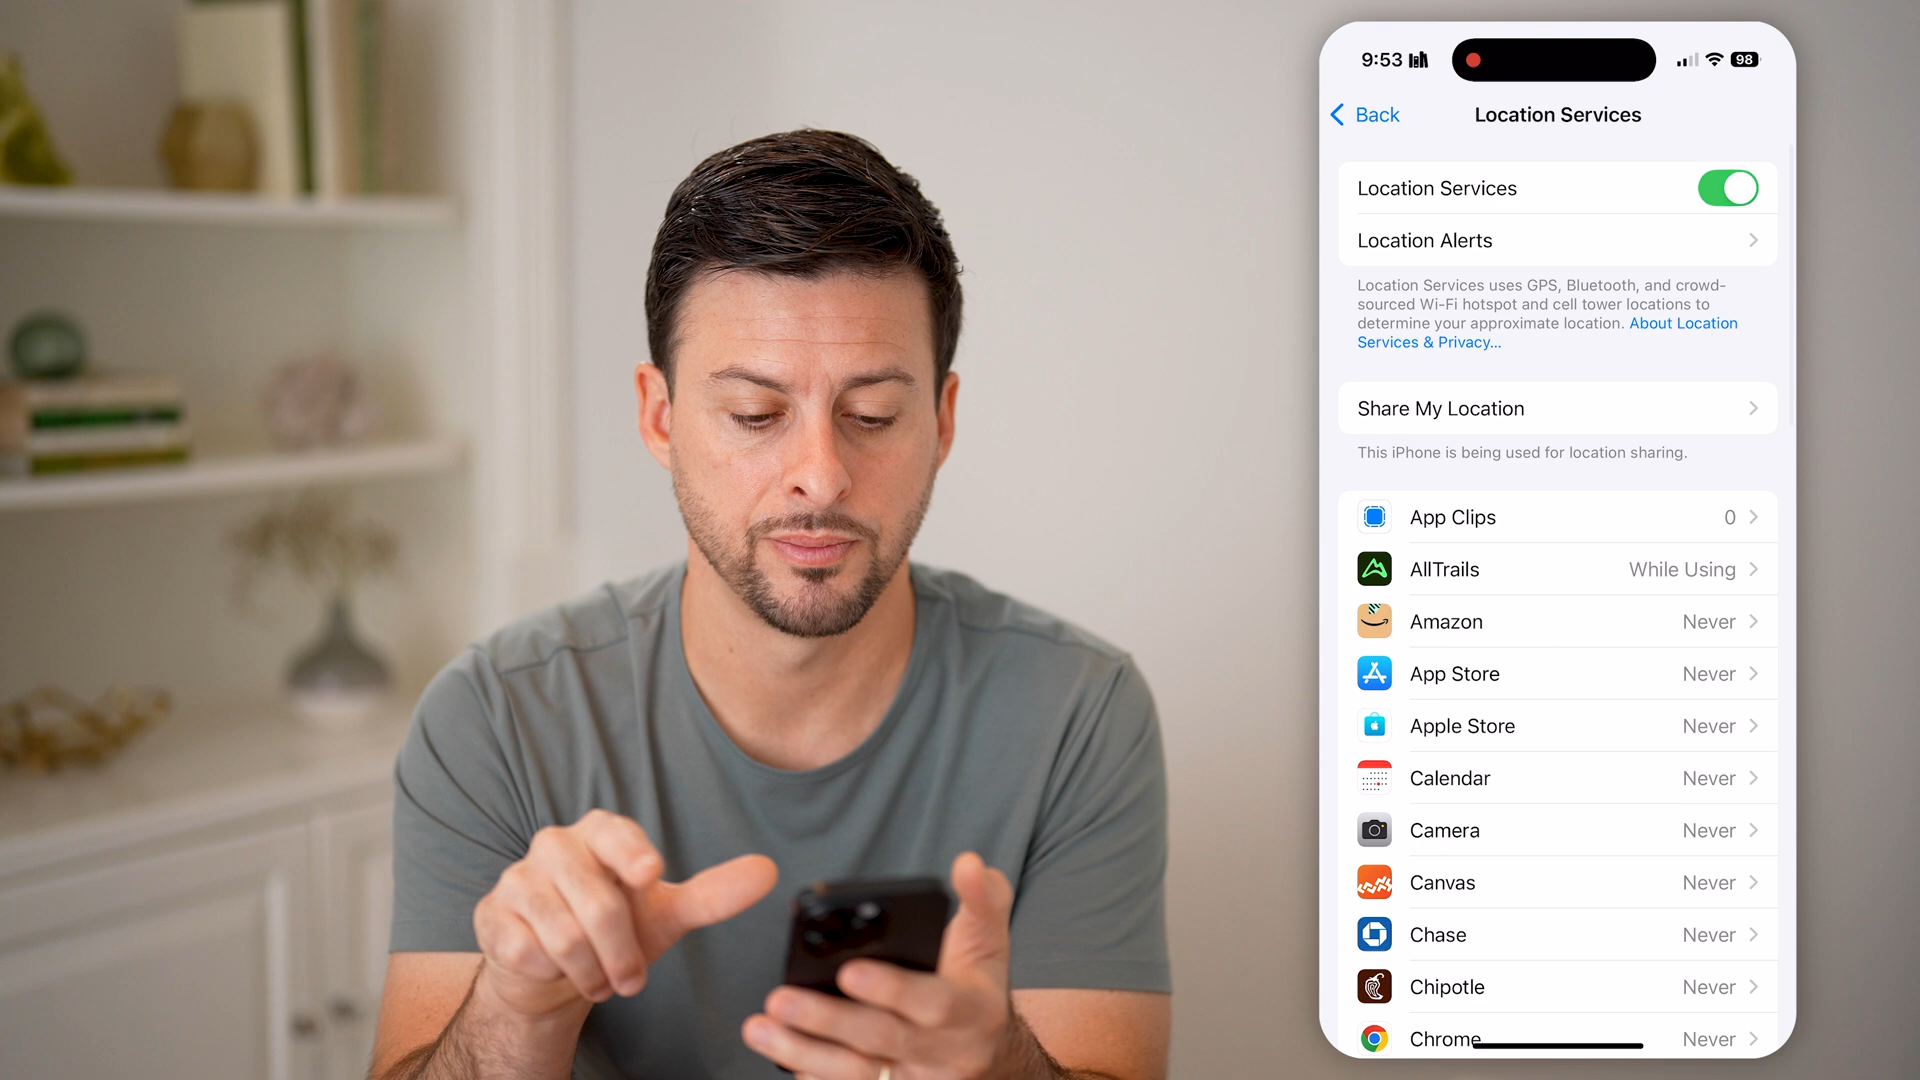 9:53
98
Back
Location Services
Location Services
Location Alerts
Location Services uses GPS, Bluetooth, and crowd-
sourced Wi-Fi hotspot and cell tower locations to
determine your approximate location. About Location
Services & Privacy...
Share My Location
This iPhone is being used for location sharing.
App Clips 0
AllTrails While Using
Amazon Never
App Store Never
Apple Store Never
Calendar Never
Camera Never
Canvas Never
Chase Never
Chipotle Never
Chrome Never